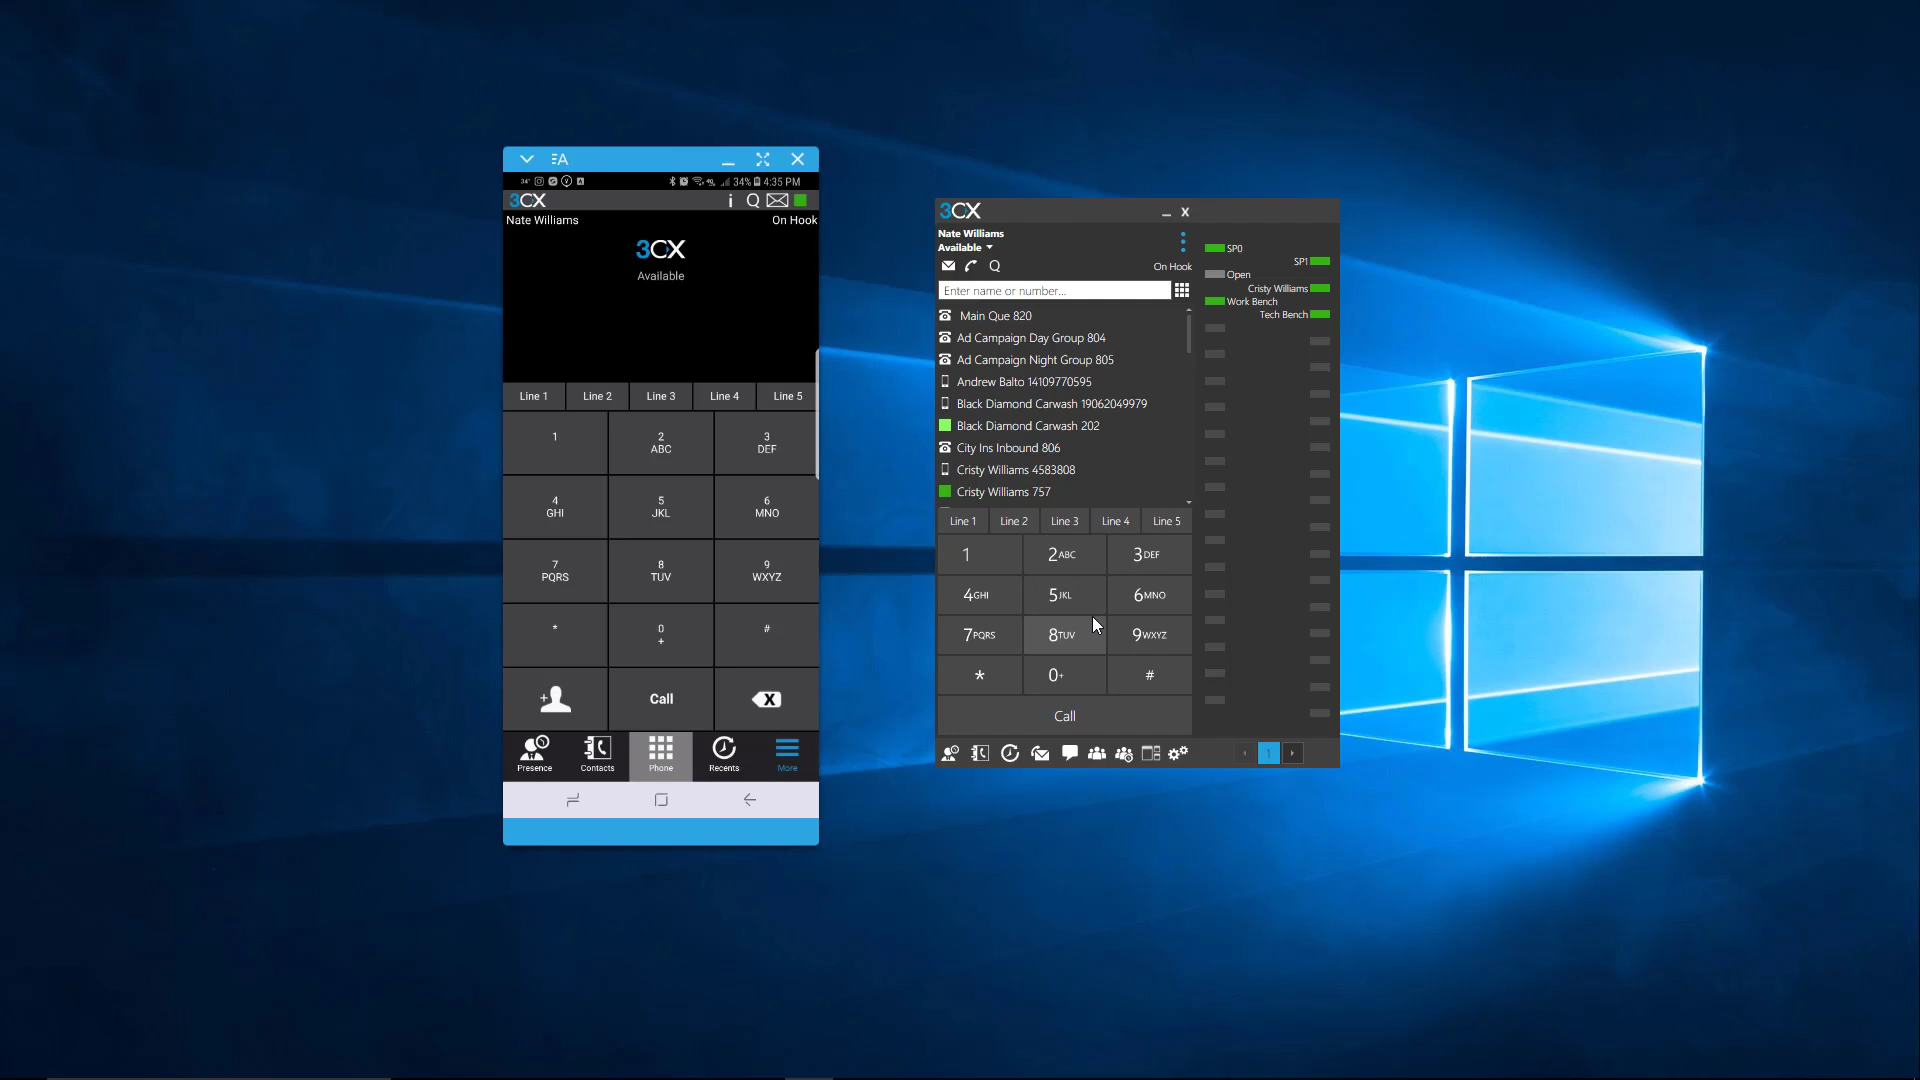 34°
34% 4:35 PM
3CX
i Q
Nate Williams On Hook
3CX
Available
Line 1 Line 2 Line 3 Line 4 Line 5
1 2 3
ABC DEF
4 5 6
GHI JKL MNO
7 8 9
PQRS TUV WXYZ
* 0 #
+
+ Call X
Presence Contacts Phone Recents More
3CX
Nate Williams
Available
Q On Hook
Enter name or number...
Main Que 820
Ad Campaign Day Group 804
Ad Campaign Night Group 805
Andrew Balto 14109770595
Black Diamond Carwash 19062049979
Black Diamond Carwash 202
City Ins Inbound 806
Cristy Williams 4583808
Cristy Williams 757
Line 1 Line 2 Line 3 Line 4 Line 5
1 2ABC 3DEF
4GHI 5JKL 6MNO
7PQRS 8TUV 9WXYZ
* 0+ #
Call
SP0
SP1
Open
Cristy Williams
Work Bench
Tech Bench
1